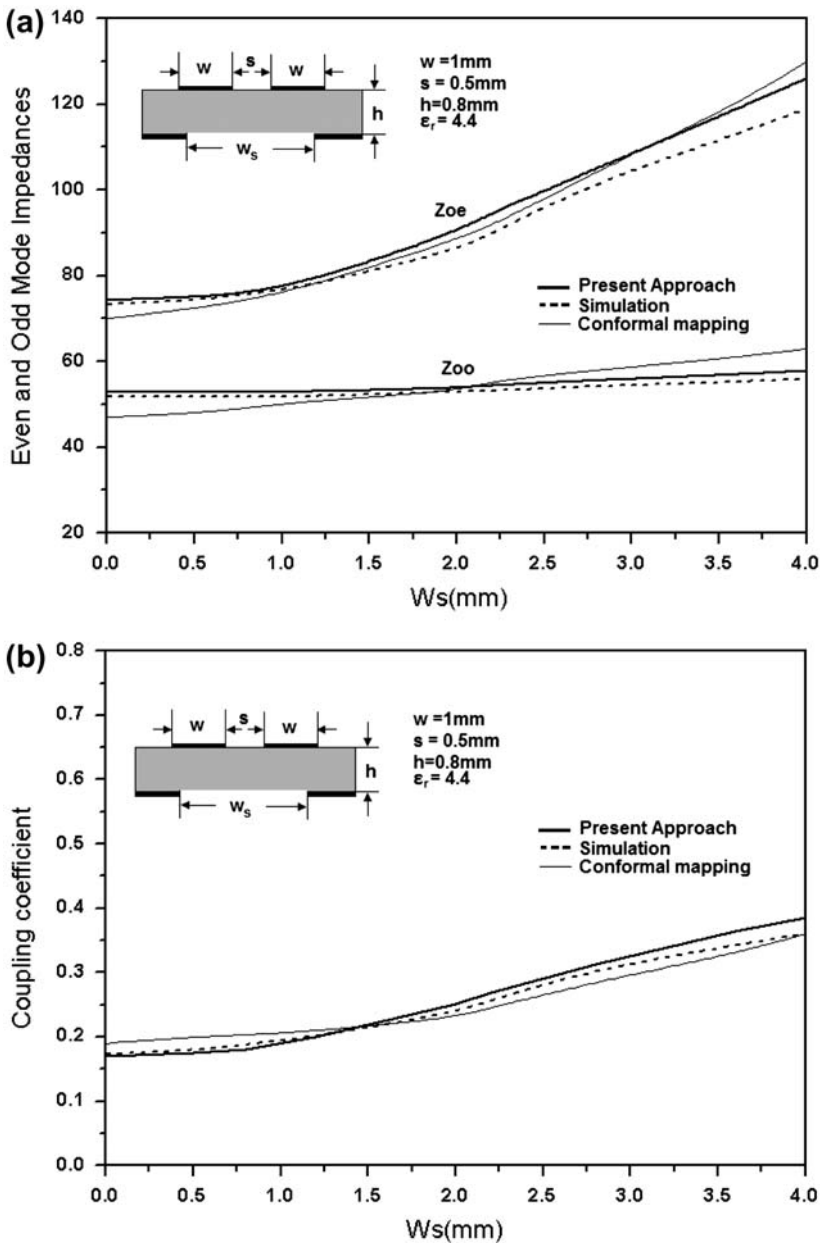 (a)
140
120
100
80
60
40
20
Even and Odd Mode Impedances
w
s
w
h
Ws
w =1mm
s = 0.5mm
h=0.8mm
εr = 4.4
Zoe
Present Approach
Simulation
Conformal mapping
Zoo
0.0 0.5 1.0 1.5 2.0 2.5 3.0 3.5 4.0
Ws(mm)
(b)
0.8
0.7
0.6
0.5
0.4
0.3
0.2
0.1
0.0
Coupling coefficient
w
s
w
h
Ws
w =1mm
s = 0.5mm
h=0.8mm
εr = 4.4
Present Approach
Simulation
Conformal mapping
0.0 0.5 1.0 1.5 2.0 2.5 3.0 3.5 4.0
Ws(mm)